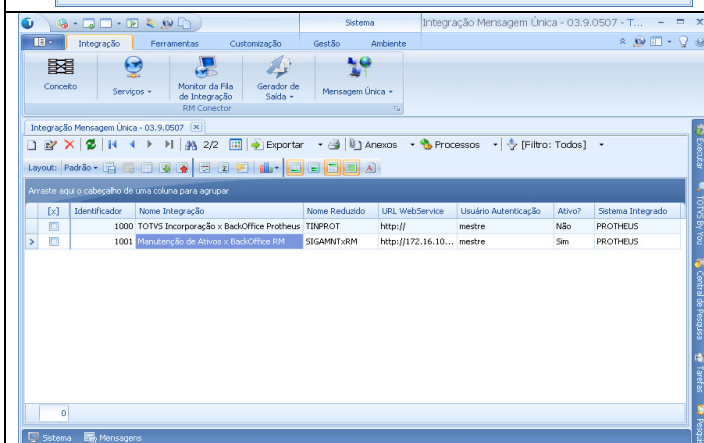 Sistema
Integração Mensagem Única - 03.9.0507 - T...
Integração Ferramentas Customização Gestão Ambiente
Conceito
Serviços
Monitor da Fila de Integração
Gerador de Saída
Mensagem Única
RM Conector
Integração Mensagem Única - 03.9.0507 [x]
2/2 Exportar Anexos Processos [Filtro: Todos]
Layout: Padrão
Arraste aqui o cabeçalho de uma coluna para agrupar
[x] Identificador Nome Integração Nome Reduzido URL WebService Usuário Autenticação Ativo? Sistema Integrado
1000 TOTVS Incorporação x BackOffice Protheus TINPROT http:// mestre Não PROTHEUS
1001 Manutenção de Ativos x BackOffice RM SIGAMNTxRM http://172.16.10... mestre Sim PROTHEUS
0
Sistema Mensagens
Executar
TOTVS By You
Central de Pesquisa
Tarefas